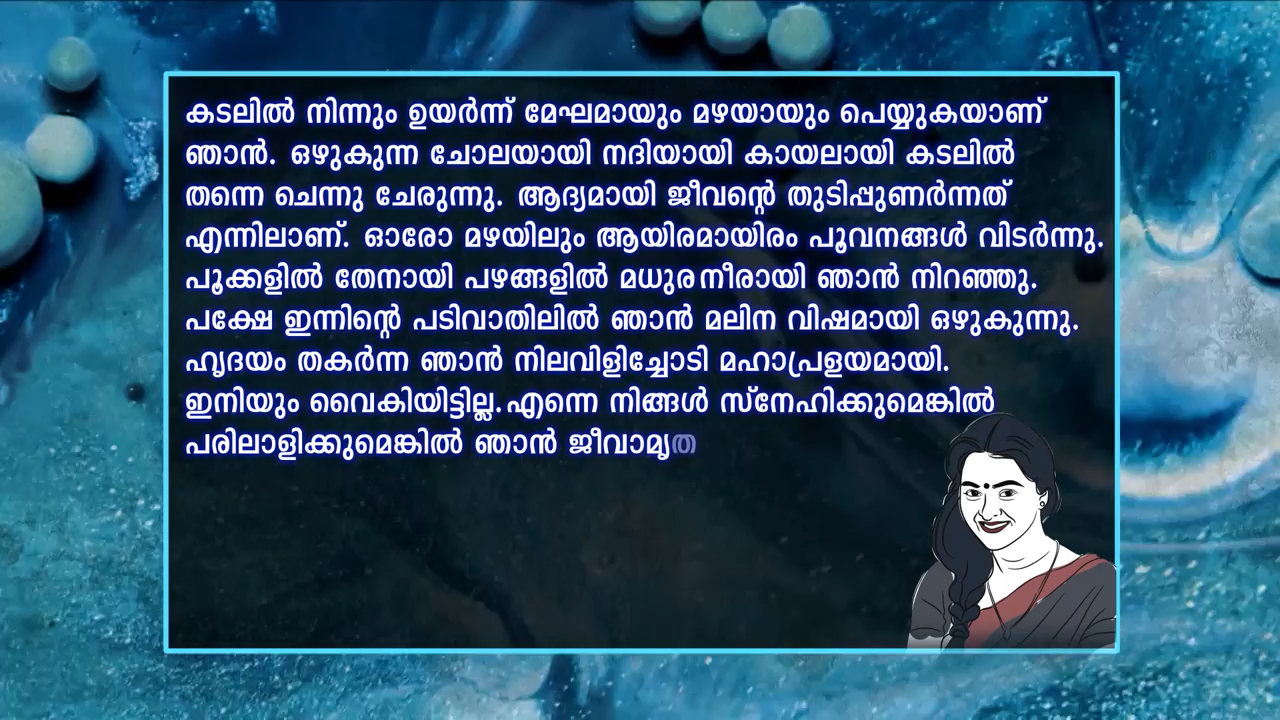 കടലിൽ നിന്നും ഉയർന്ന് മേഘമായും മഴയായും പെയ്യുകയാണ്
ഞാൻ. ഒഴുകുന്ന ചോലയായി നദിയായി കായലായി കടലിൽ
തന്നെ ചെന്നു ചേരുന്നു. ആദ്യമായി ജീവന്റെ തുടിപ്പുണർന്നത്
എന്നിലാണ്. ഓരോ മഴയിലും ആയിരമായിരം പൂവനങ്ങൾ വിടർന്നു.
പൂക്കളിൽ തേനായി പഴങ്ങളിൽ മധുരനീരായി ഞാൻ നിറഞ്ഞു.
പക്ഷേ ഇന്നിന്റെ പടിവാതിലിൽ ഞാൻ മലിന വിഷമായി ഒഴുകുന്നു.
ഹൃദയം തകർന്ന ഞാൻ നിലവിളിച്ചോടി മഹാപ്രളയമായി.
ഇനിയും വൈകിയിട്ടില്ല.എന്നെ നിങ്ങൾ സ്നേഹിക്കുമെങ്കിൽ
പരിലാളിക്കുമെങ്കിൽ ഞാൻ ജീവാമൃത